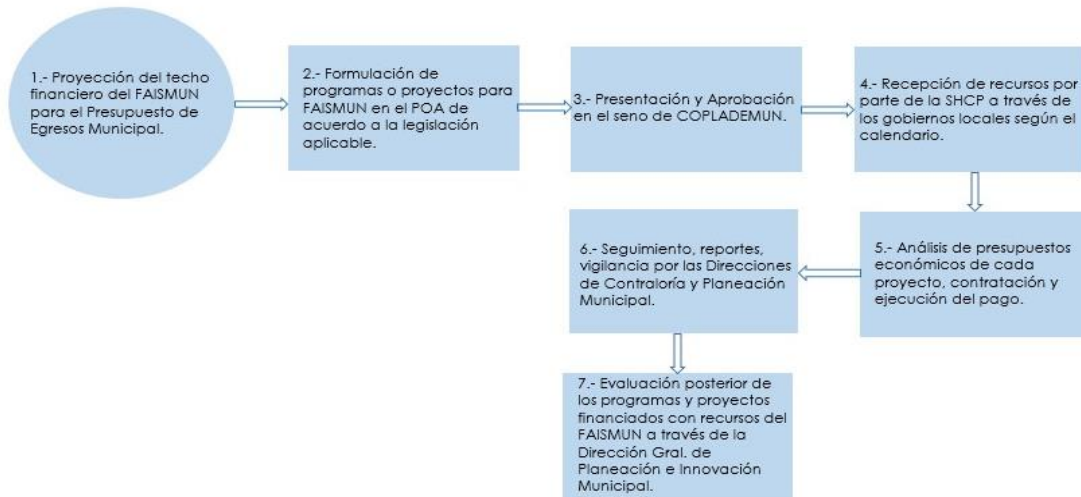 1.- Proyección del techo
financiero del FAISMUN
para el Presupuesto de
Egresos Municipal.
2.- Formulación de
programas o proyectos para
FAISMUN en el POA de
acuerdo a la legislación
aplicable.
3.- Presentación y Aprobación
en el seno de COPLADEMUN.
4.- Recepción de recursos por
parte de la SHCP a través de
los gobiernos locales según el
calendario.
5.- Análisis de presupuestos
económicos de cada
proyecto, contratación y
ejecución del pago.
6.- Seguimiento, reportes,
vigilancia por las Direcciones
de Contraloría y Planeación
Municipal.
7.- Evaluación posterior de
los programas y proyectos
financiados con recursos del
FAISMUN a través de la
Dirección Gral. de
Planeación e Innovación
Municipal.